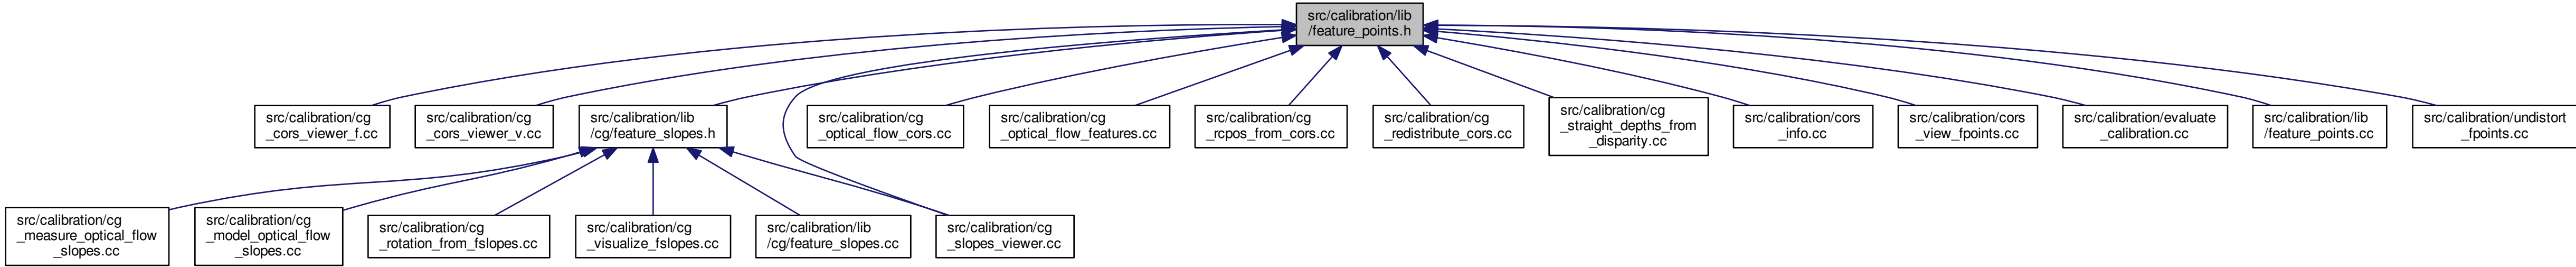 src/calibration/lib
/feature_points.h
src/calibration/cg
_cors_viewer_f.cc
src/calibration/cg
_cors_viewer_v.cc
src/calibration/lib
/cg/feature_slopes.h
src/calibration/cg
_optical_flow_cors.cc
src/calibration/cg
_optical_flow_features.cc
src/calibration/cg
_rcpos_from_cors.cc
src/calibration/cg
_redistribute_cors.cc
src/calibration/cg
_straight_depths_from
_disparity.cc
src/calibration/cors
_info.cc
src/calibration/cors
_view_fpoints.cc
src/calibration/evaluate
_calibration.cc
src/calibration/lib
/feature_points.cc
src/calibration/undistort
_fpoints.cc
src/calibration/cg
_measure_optical_flow
_slopes.cc
src/calibration/cg
_model_optical_flow
_slopes.cc
src/calibration/cg
_rotation_from_fslopes.cc
src/calibration/cg
_visualize_fslopes.cc
src/calibration/lib
/cg/feature_slopes.cc
src/calibration/cg
_slopes_viewer.cc